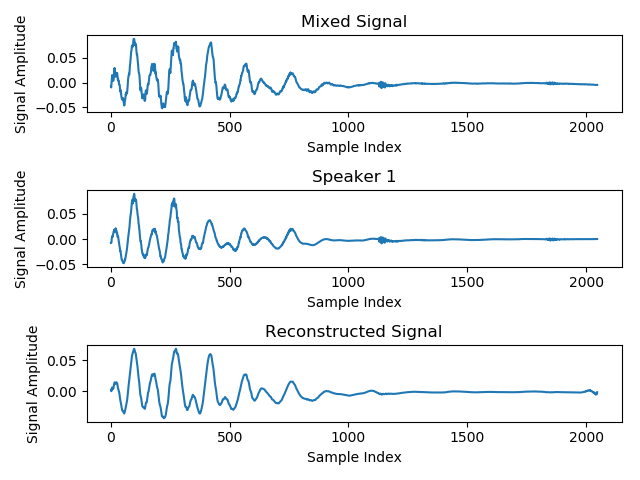 Mixed Signal
Signal Amplitude
0.05
0.00
−0.05
0 500 1000 1500 2000
Sample Index
Speaker 1
Signal Amplitude
0.05
0.00
−0.05
0 500 1000 1500 2000
Sample Index
Reconstructed Signal
Signal Amplitude
0.05
0.00
0 500 1000 1500 2000
Sample Index